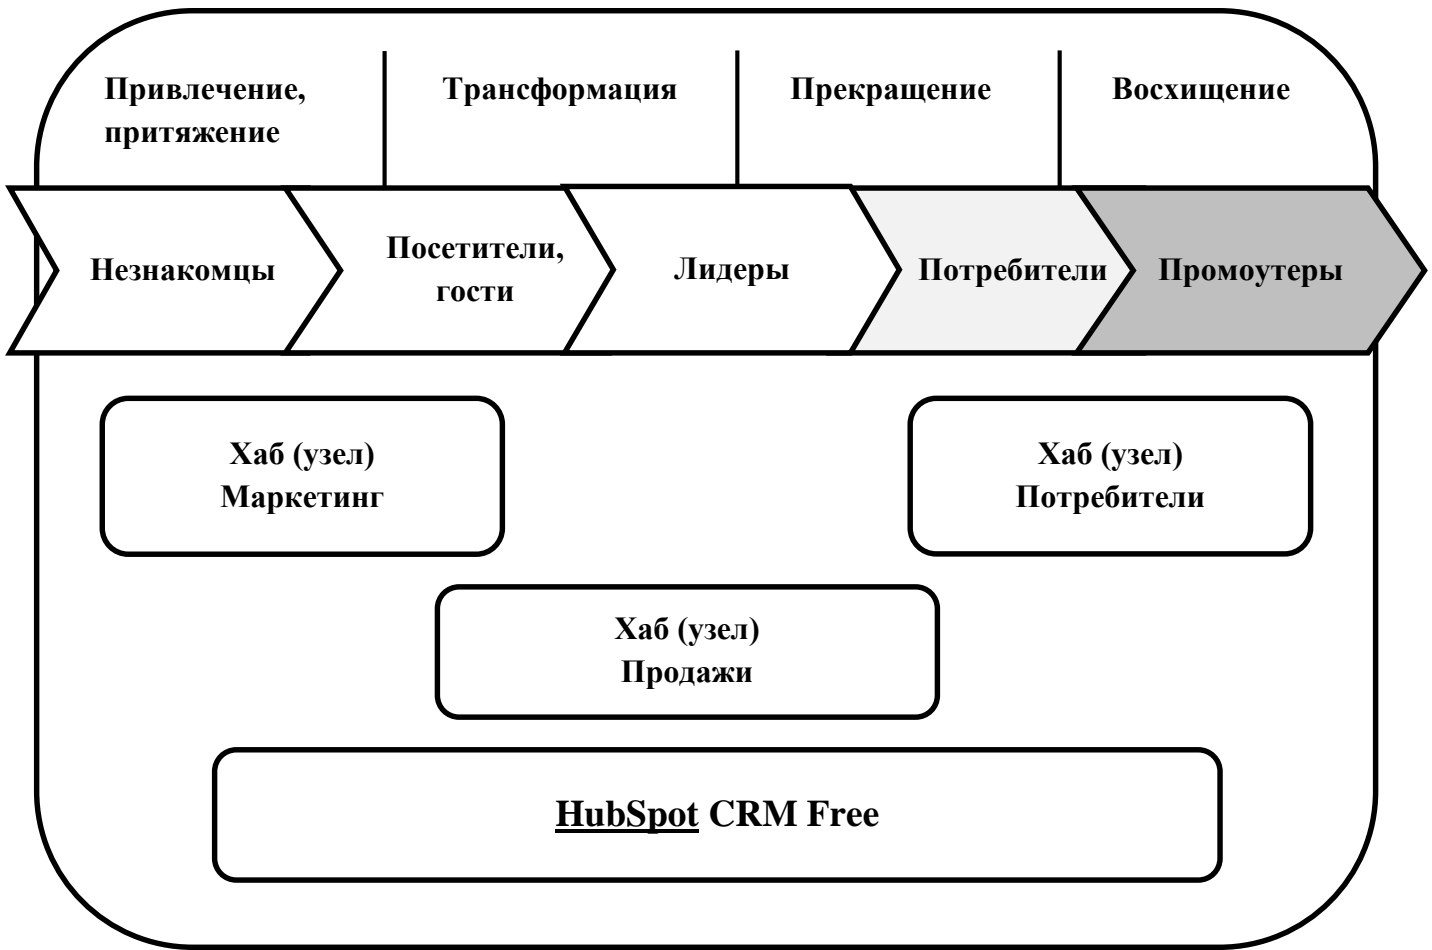 Привлечение,
притяжение
Трансформация
Прекращение
Восхищение
Незнакомцы
Посетители,
гости
Лидеры
Потребители
Промоутеры
Хаб (узел)
Маркетинг
Хаб (узел)
Потребители
Хаб (узел)
Продажи
HubSpot CRM Free